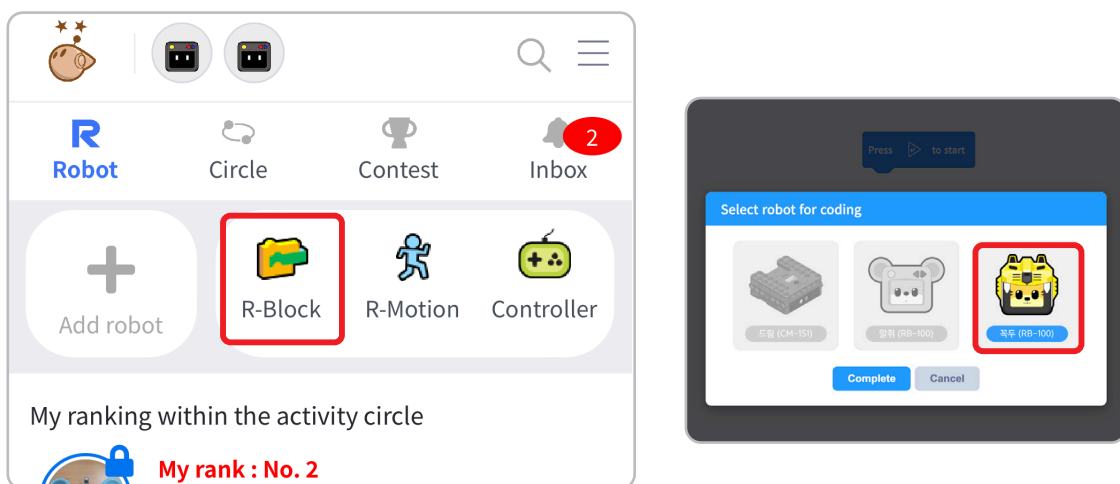 Robot
Circle
Contest
2
Inbox
Add robot
R-Block
R-Motion
Controller
My ranking within the activity circle
My rank : No. 2
Press to start
Select robot for coding
드림 (CM-151)
말쥐 (RB-100)
꼭두 (RB-100)
Complete
Cancel